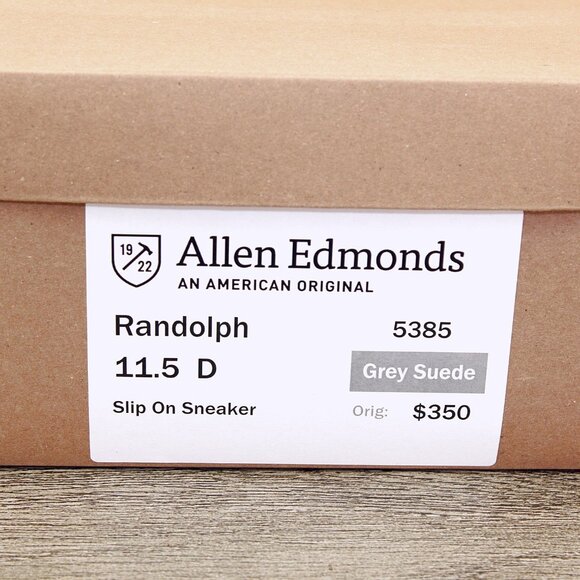 19
22
Allen Edmonds
AN AMERICAN ORIGINAL
Randolph 5385
11.5 D Grey Suede
Slip On Sneaker Orig: $350